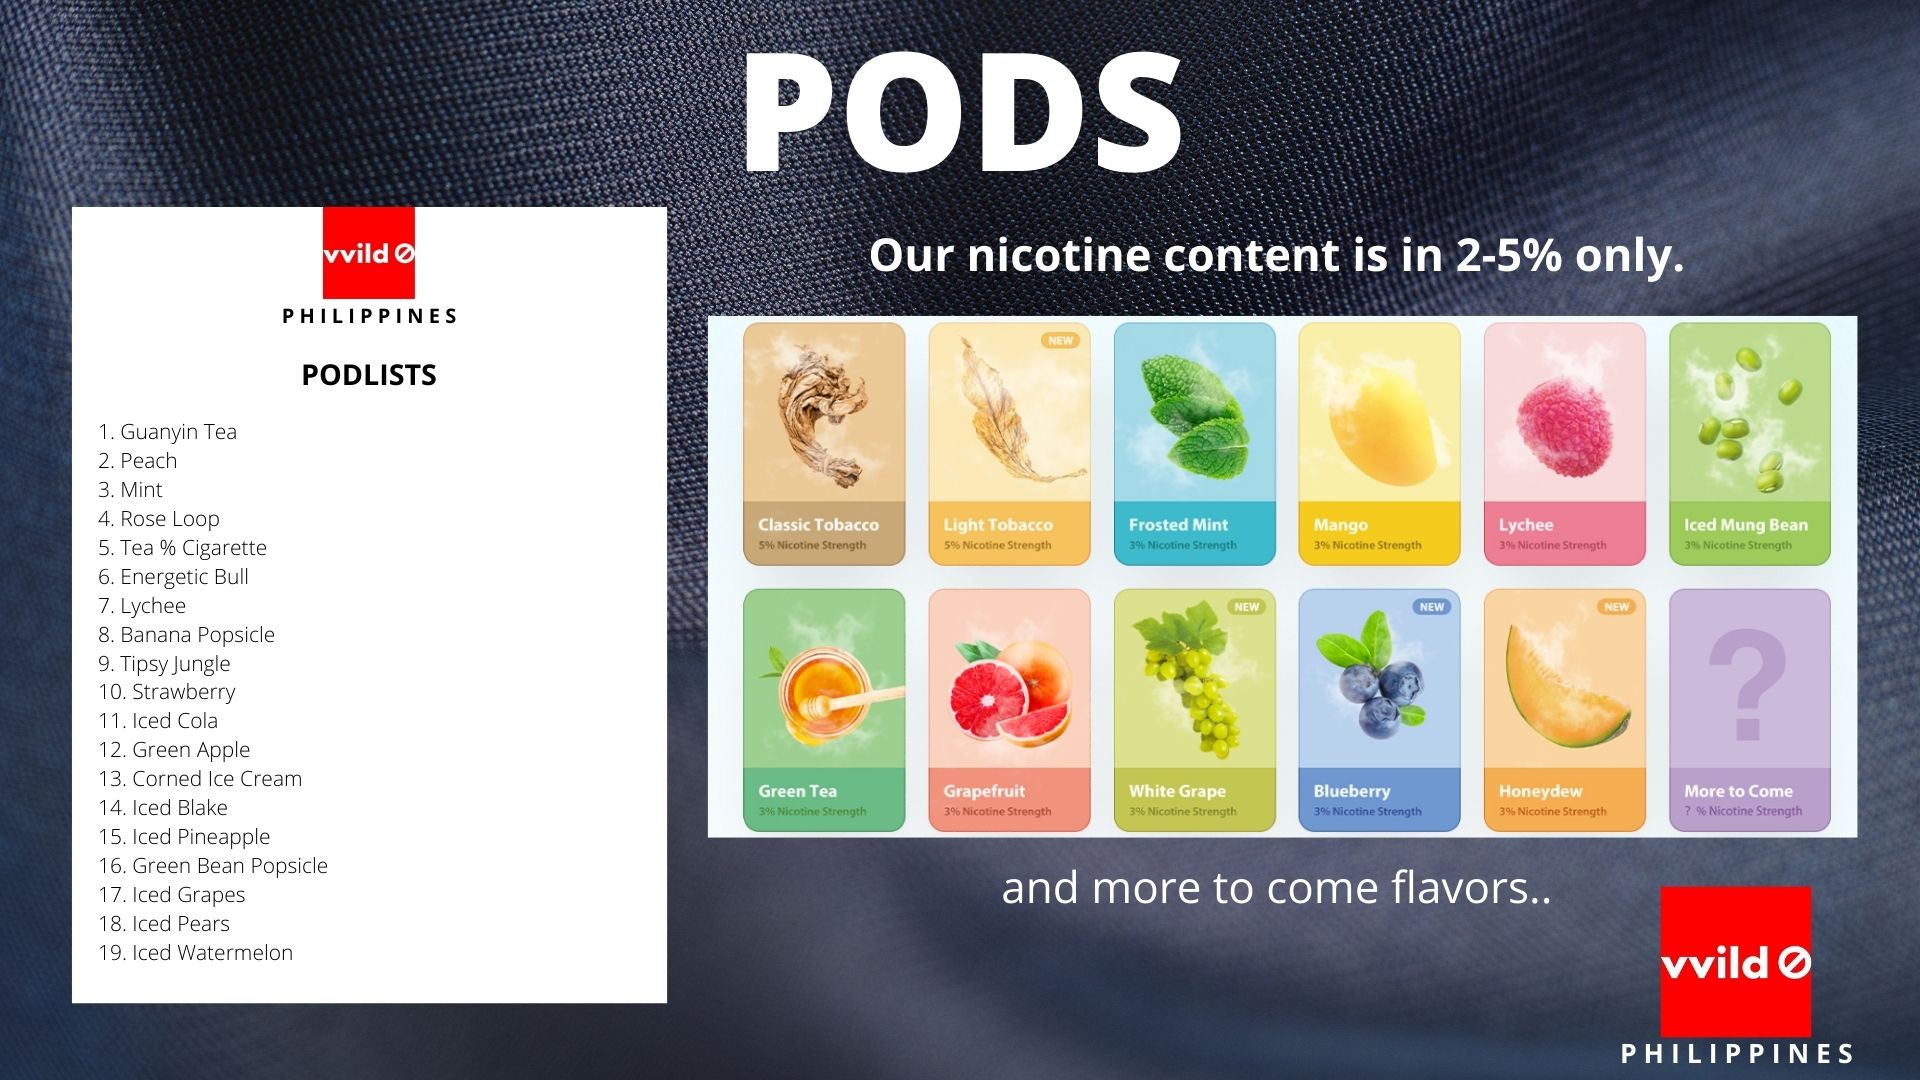 PODS
vvild
PHILIPPINES
PODLISTS
1. Guanyin Tea
2. Peach
3. Mint
4. Rose Loop
5. Tea % Cigarette
6. Energetic Bull
7. Lychee
8. Banana Popsicle
9. Tipsy Jungle
10. Strawberry
11. Iced Cola
12. Green Apple
13. Corned Ice Cream
14. Iced Blake
15. Iced Pineapple
16. Green Bean Popsicle
17. Iced Grapes
18. Iced Pears
19. Iced Watermelon
Our nicotine content is in 2-5% only.
Classic Tobacco
5% Nicotine Strength
NEW
Light Tobacco
5% Nicotine Strength
Frosted Mint
3% Nicotine Strength
Mango
3% Nicotine Strength
Lychee
3% Nicotine Strength
Iced Mung Bean
3% Nicotine Strength
Green Tea
3% Nicotine Strength
Grapefruit
3% Nicotine Strength
NEW
White Grape
3% Nicotine Strength
NEW
Blueberry
3% Nicotine Strength
NEW
Honeydew
3% Nicotine Strength
?
More to Come
? % Nicotine Strength
and more to come flavors..
vvild
PHILIPPINES